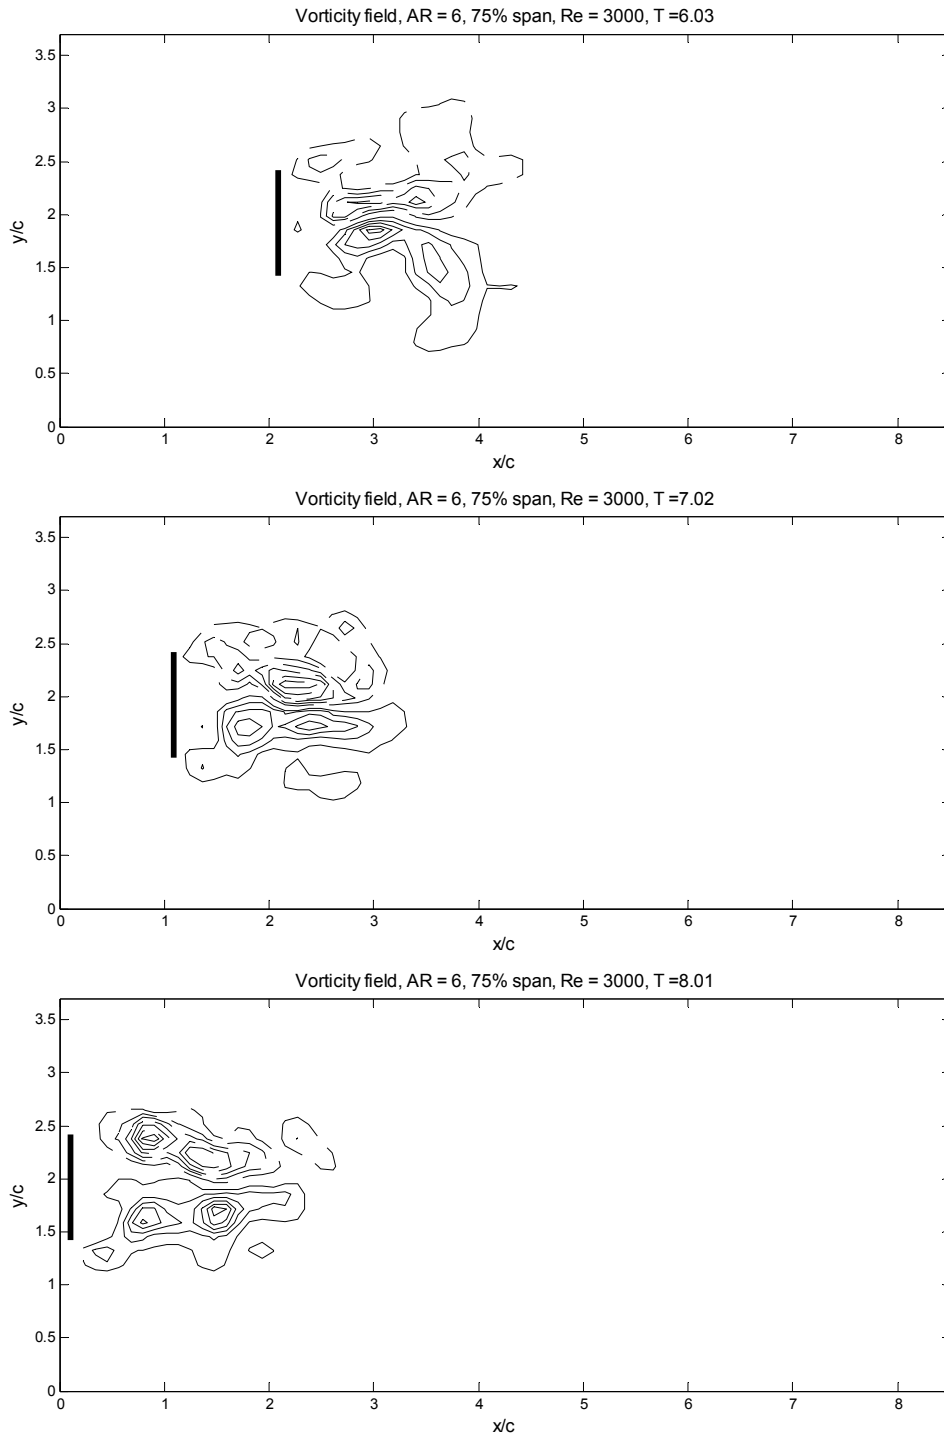 Vorticity field, AR = 6, 75% span, Re = 3000, T =6.03
3.5
3
2.5
2
1.5
1
0.5
0
y/c
0 1 2 3 4 5 6 7 8
x/c
Vorticity field, AR = 6, 75% span, Re = 3000, T =7.02
3.5
3
2.5
2
1.5
1
0.5
0
y/c
0 1 2 3 4 5 6 7 8
x/c
Vorticity field, AR = 6, 75% span, Re = 3000, T =8.01
3.5
3
2.5
2
1.5
1
0.5
0
y/c
0 1 2 3 4 5 6 7 8
x/c